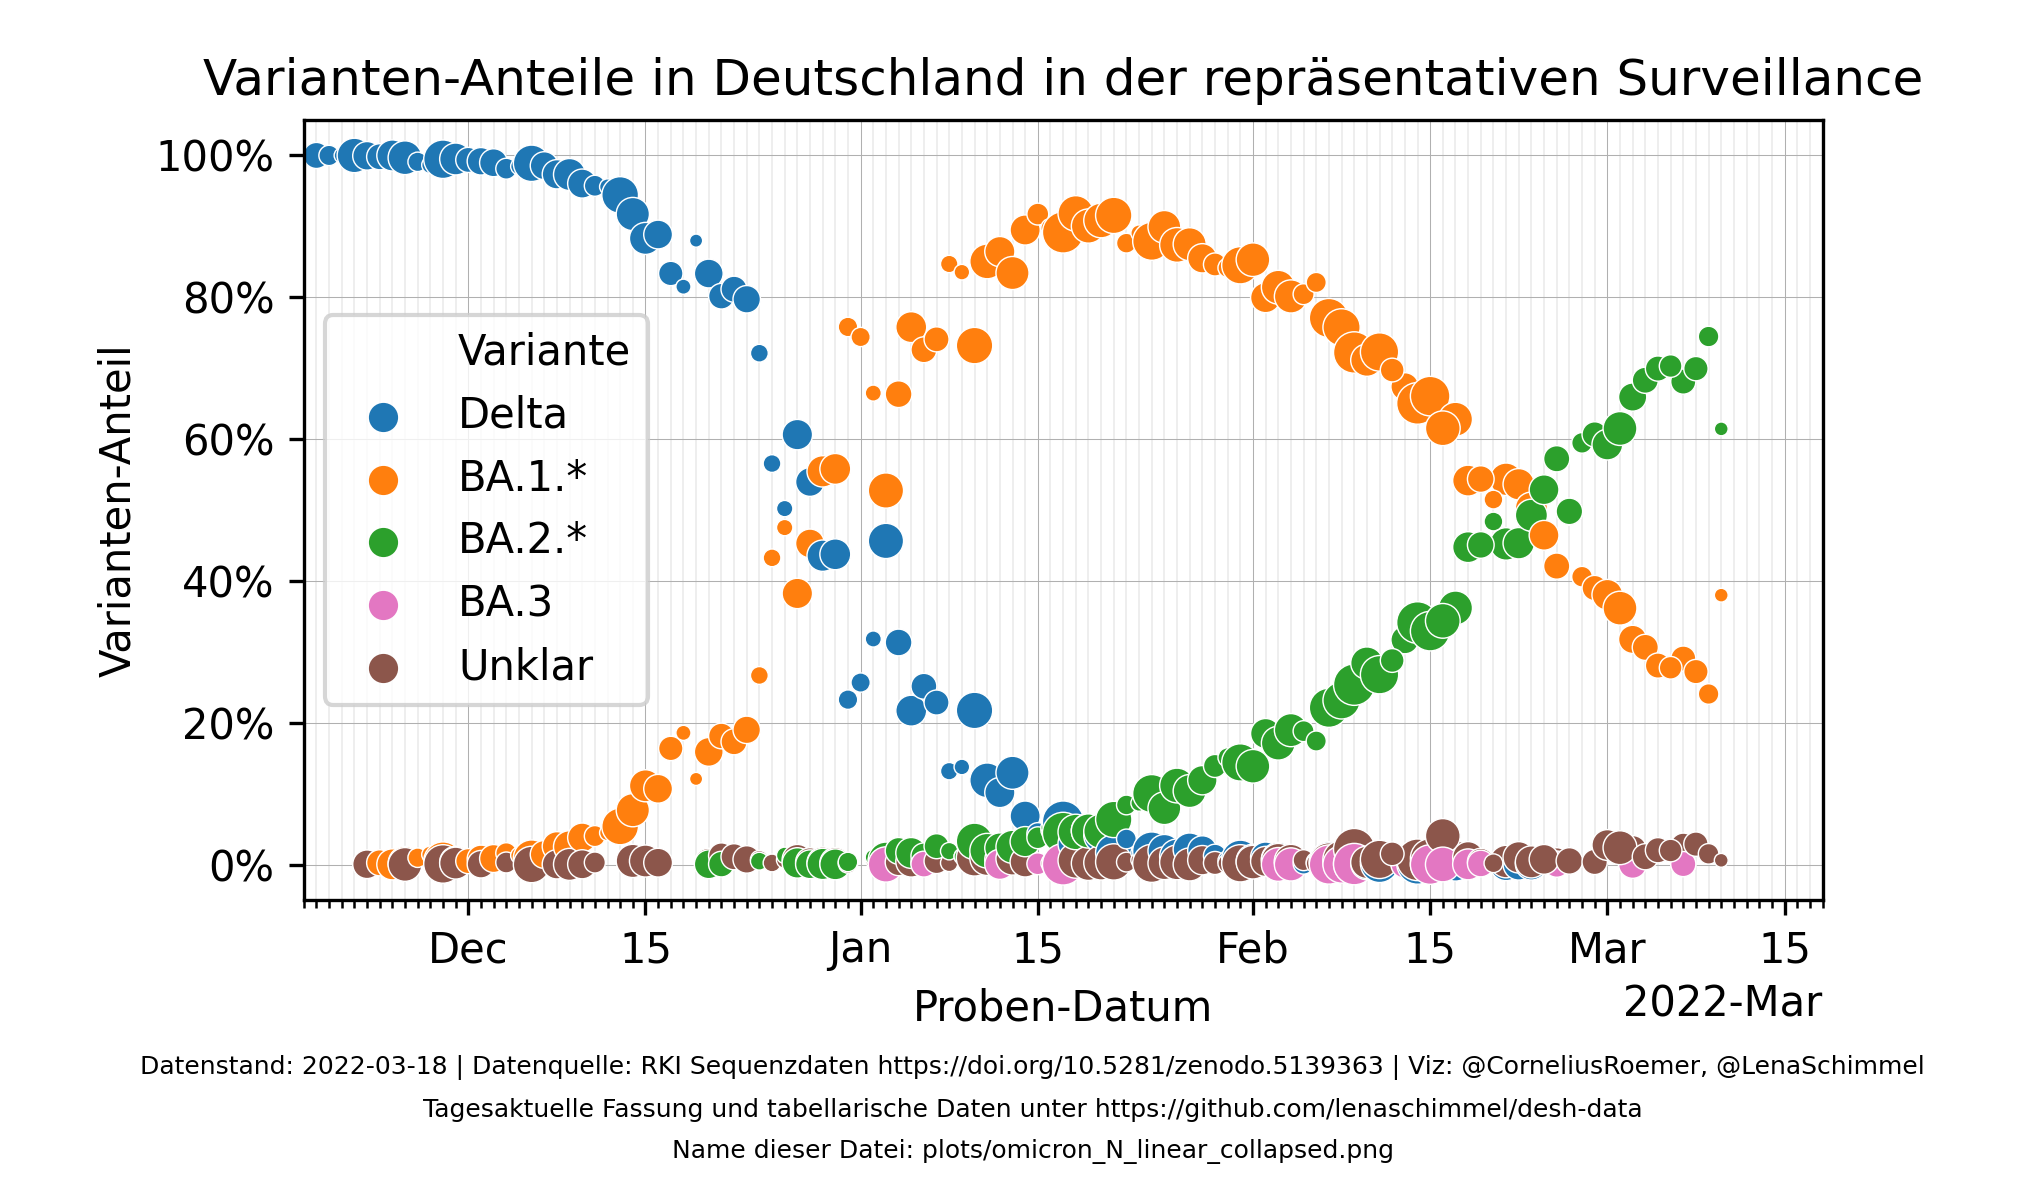 Varianten-Anteile in Deutschland in der repräsentativen Surveillance
Varianten-Anteil
100%
80%
60%
40%
20%
0%
Variante
Delta
BA.1.*
BA.2.*
BA.3
Unklar
Dec 15 Jan 15 Feb 15 Mar 15
Proben-Datum
2022-Mar
Datenstand: 2022-03-18 | Datenquelle: RKI Sequenzdaten https://doi.org/10.5281/zenodo.5139363 | Viz: @CorneliusRoemer, @LenaSchimmel
Tagesaktuelle Fassung und tabellarische Daten unter https://github.com/lenaschimmel/desh-data
Name dieser Datei: plots/omicron_N_linear_collapsed.png